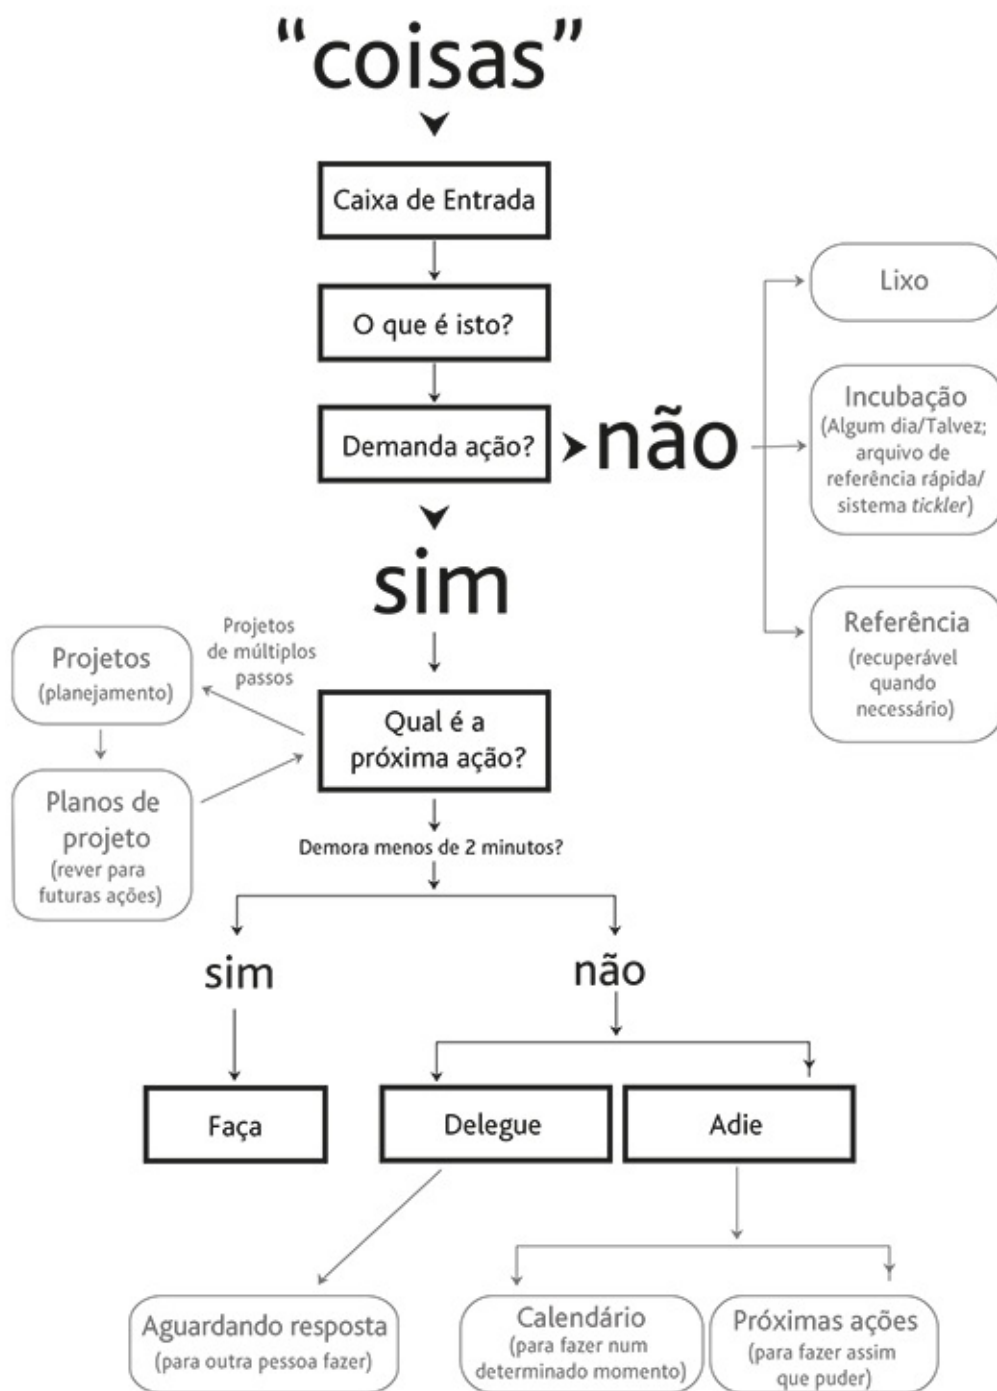 “coisas”
Caixa de Entrada
O que é isto?
Demanda ação?
não
Lixo
Incubação
(Algum dia/Talvez;
arquivo de
referência rápida/
sistema tickler)
Referência
(recuperável
quando
necessário)
sim
Projetos
de múltiplos
passos
Projetos
(planejamento)
Qual é a
próxima ação?
Planos de
projeto
(rever para
futuras ações)
Demora menos de 2 minutos?
sim
não
Faça
Delegue
Adie
Aguardando resposta
(para outra pessoa fazer)
Calendário
(para fazer num
determinado momento)
Próximas ações
(para fazer assim
que puder)